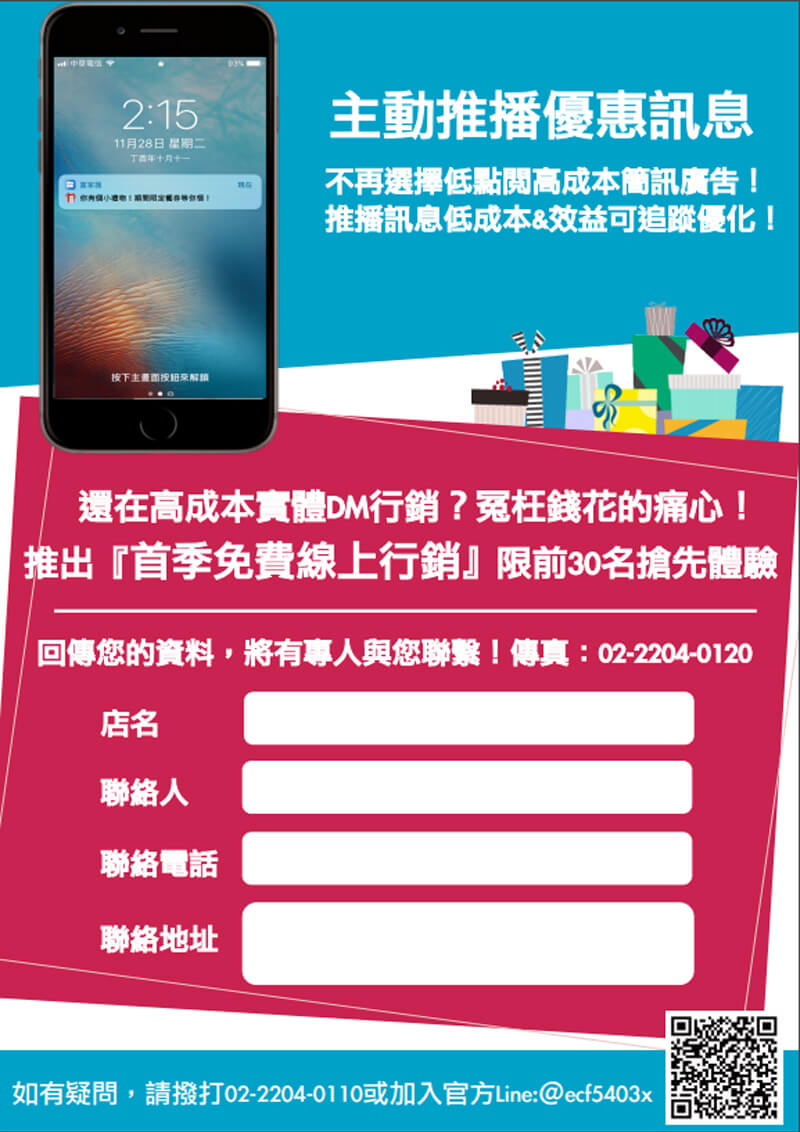 中華電信
93%
2:15
11月28日 星期二
丁酉年十月十一
現在
你有個小禮物！期間限定餐券等你個！
按下主畫面按鈕來解鎖
主動推播優惠訊息
不再選擇低點閱高成本簡訊廣告！
推播訊息低成本&效益可追蹤優化！
還在高成本實體DM行銷？冤枉錢花的痛心！
推出『首季免費線上行銷』限前30名搶先體驗
回傳您的資料，將有專人與您聯繫！傳真：02-2204-0120
店名
聯絡人
聯絡電話
聯絡地址
如有疑問，請撥打02-2204-0110或加入官方Line:@ecf5403x